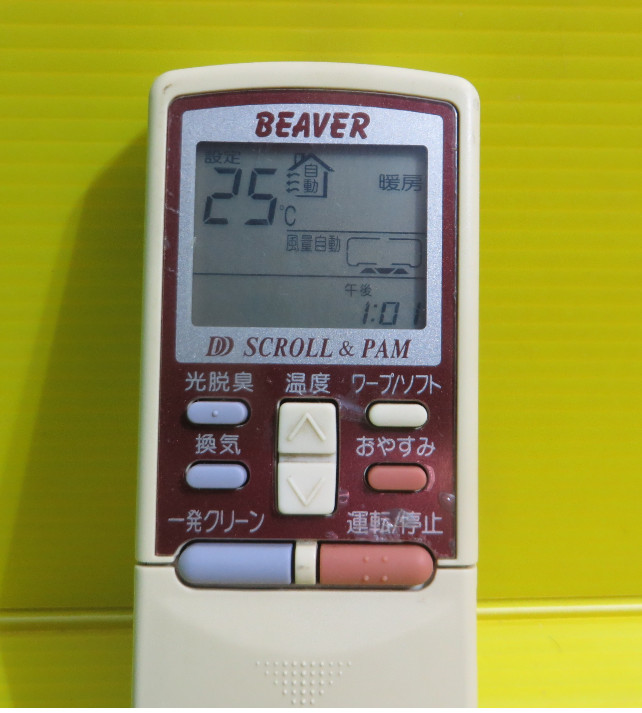 BEAVER
設定
自動
暖房
25℃
風量自動
午後
1:01
DD SCROLL & PAM
光脱臭 温度 ワープ/ソフト
換気 おやすみ
一発クリーン 運転/停止